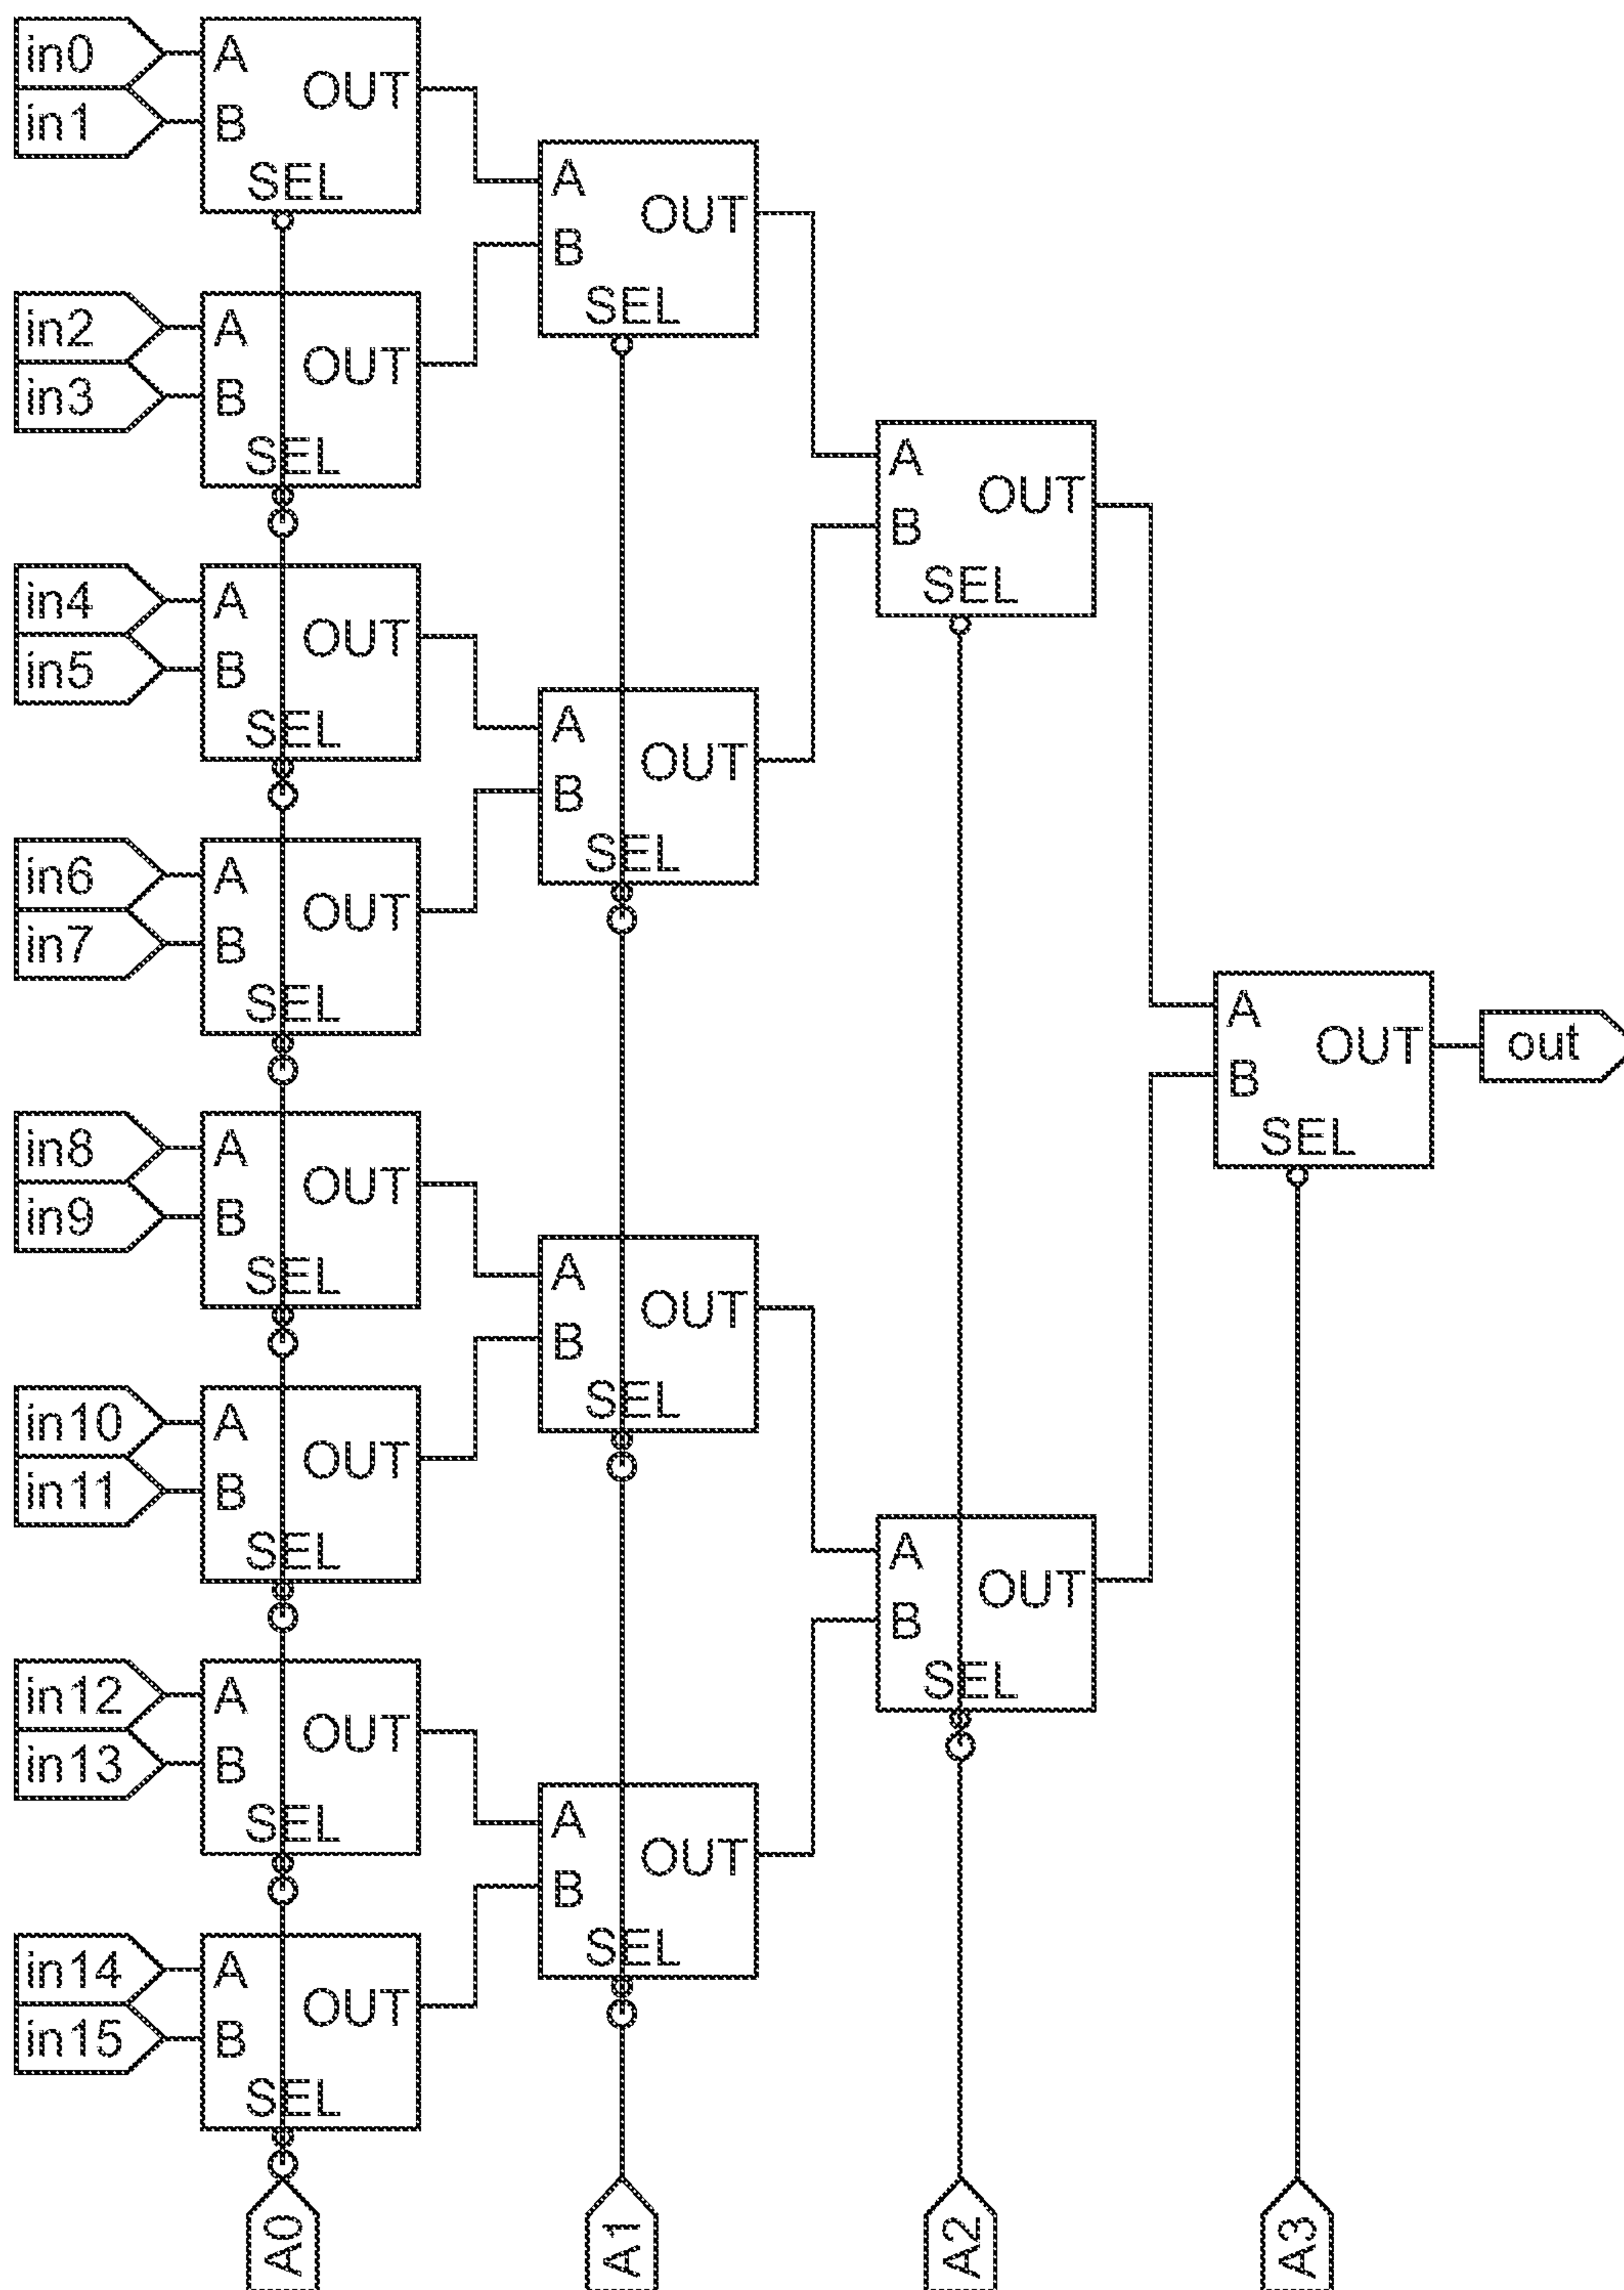 in0
A
OUT
in1
B
SEL
A
OUT
B
SEL
in2
A
OUT
in3
B
SEL
A
OUT
B
SEL
in4
A
OUT
in5
B
SEL
A
OUT
B
SEL
in6
A
OUT
in7
B
SEL
A
OUT
out
B
SEL
in8
A
OUT
in9
B
SEL
A
OUT
B
SEL
in10
A
OUT
in11
B
SEL
A
OUT
B
SEL
in12
A
OUT
in13
B
SEL
A
OUT
B
SEL
in14
A
OUT
in15
B
SEL
A0
A1
A2
A3